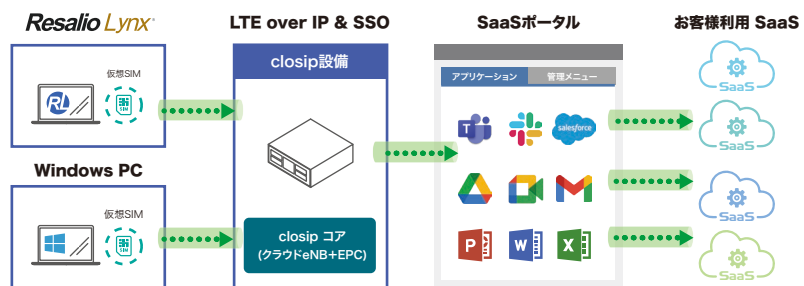 Resalio Lynx®
LTE over IP & SSO
SaaSポータル
お客様利用 SaaS
仮想SIM
RL
SIM
closip設備
アプリケーション
管理メニュー
T
salesforce
SaaS
SaaS
Windows PC
仮想SIM
SIM
closip コア
(クラウドeNB+EPC)
P
W
X
SaaS
SaaS